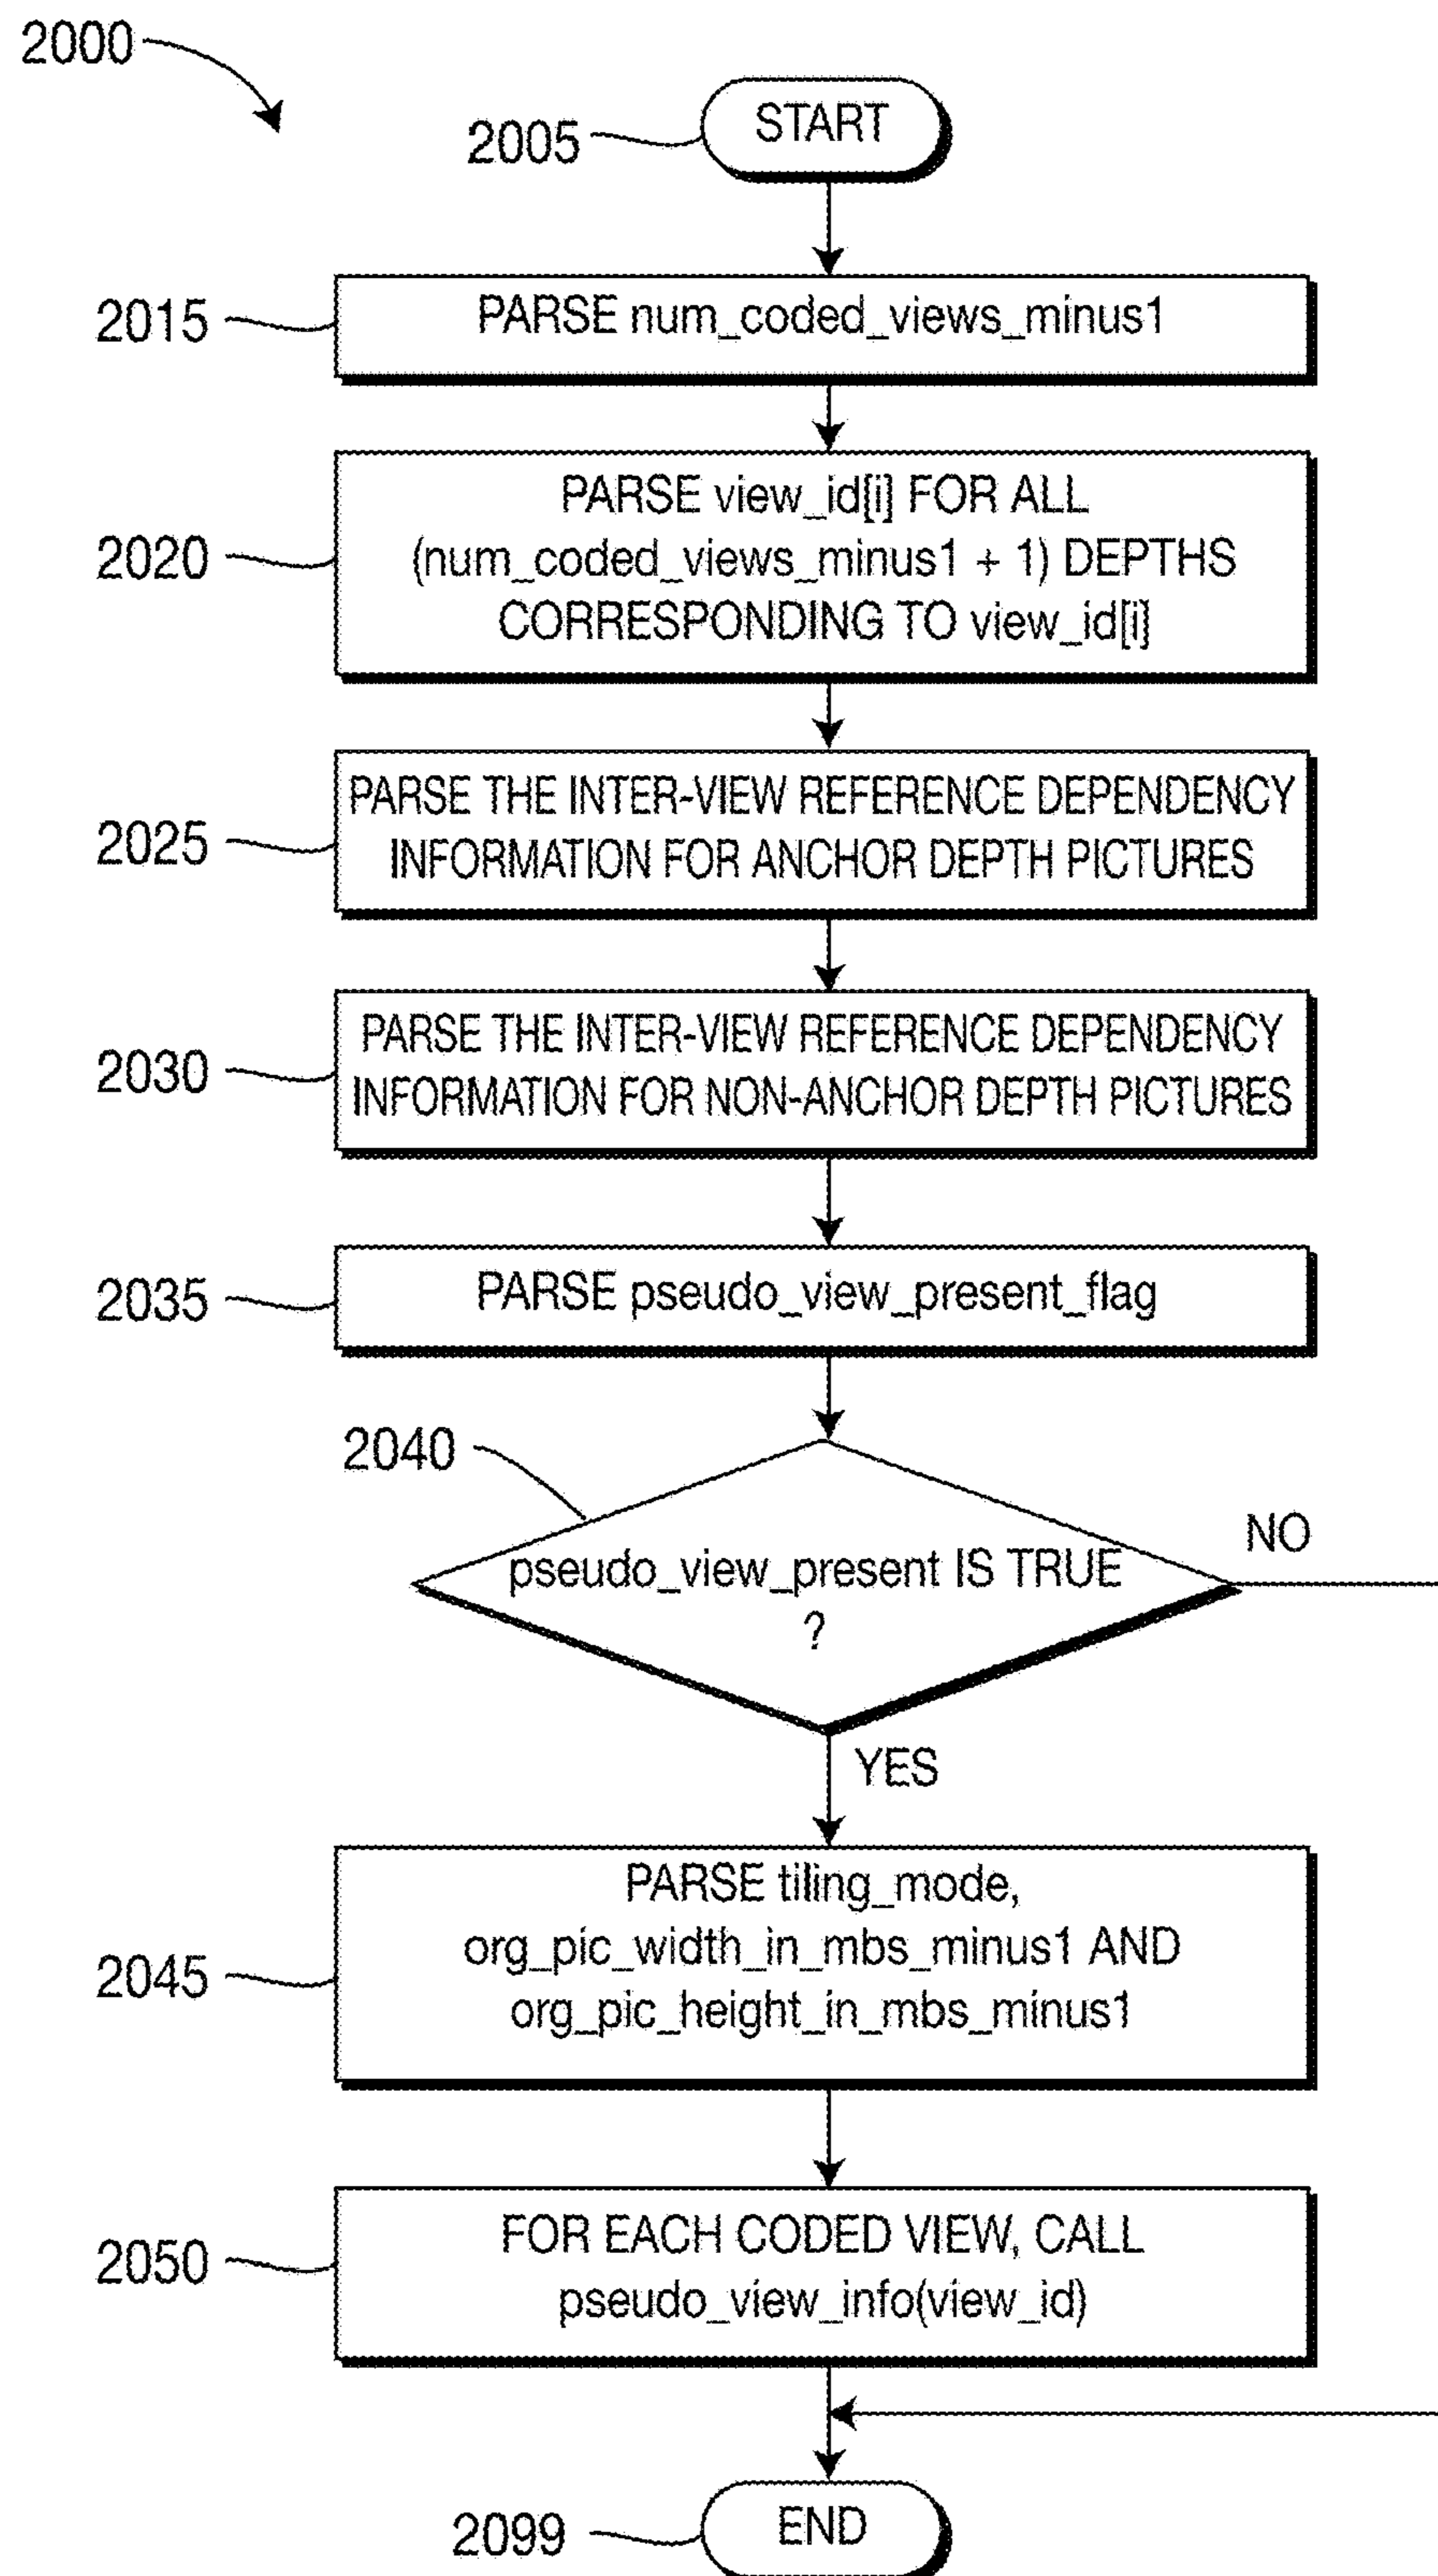 2000
2005
START
2015
PARSE num_coded_views_minus1
2020
PARSE view_id[i] FOR ALL
(num_coded_views_minus1 + 1) DEPTHS
CORRESPONDING TO view_id[i]
2025
PARSE THE INTER-VIEW REFERENCE DEPENDENCY
INFORMATION FOR ANCHOR DEPTH PICTURES
2030
PARSE THE INTER-VIEW REFERENCE DEPENDENCY
INFORMATION FOR NON-ANCHOR DEPTH PICTURES
2035
PARSE pseudo_view_present_flag
2040
pseudo_view_present IS TRUE
?
NO
YES
2045
PARSE tiling_mode,
org_pic_width_in_mbs_minus1 AND
org_pic_height_in_mbs_minus1
2050
FOR EACH CODED VIEW, CALL
pseudo_view_info(view_id)
2099
END